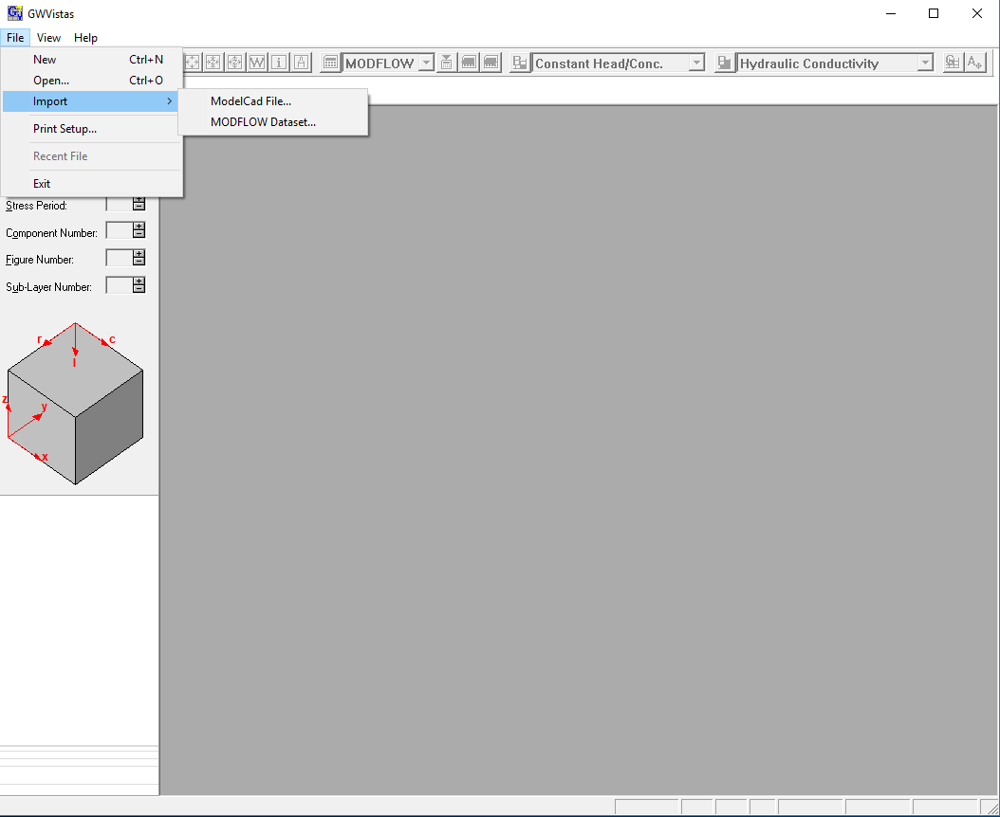 GWVistas
File View Help
New Ctrl+N
Open... Ctrl+O
Import
Print Setup...
Recent File
Exit
ModelCad File...
MODFLOW Dataset...
W i A MODFLOW Constant Head/Conc. Hydraulic Conductivity
Stress Period:
Component Number:
Figure Number:
Sub-Layer Number:
r c
l
z
y
x